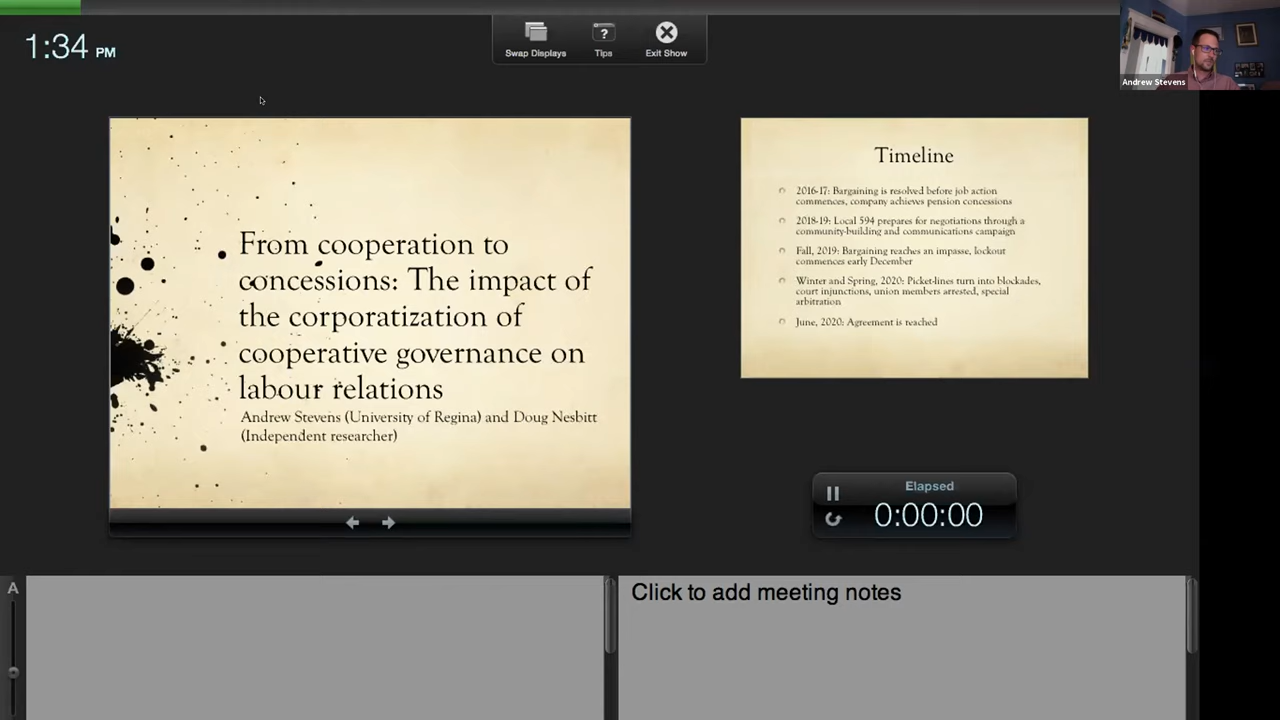 1:34 PM
Swap Displays
?
Tips
Exit Show
Andrew Stevens
From cooperation to
concessions: The impact of
the corporatization of
cooperative governance on
labour relations
Andrew Stevens (University of Regina) and Doug Nesbitt
(Independent researcher)
Timeline
2016-17: Bargaining is resolved before job action
commences, company achieves pension concessions
2018-19: Local 594 prepares for negotiations through a
community-building and communications campaign
Fall, 2019: Bargaining reaches an impasse, lockout
commences early December
Winter and Spring, 2020: Picket-lines turn into blockades,
court injunctions, union members arrested, special
arbitration
June, 2020: Agreement is reached
Elapsed
0:00:00
A
Click to add meeting notes